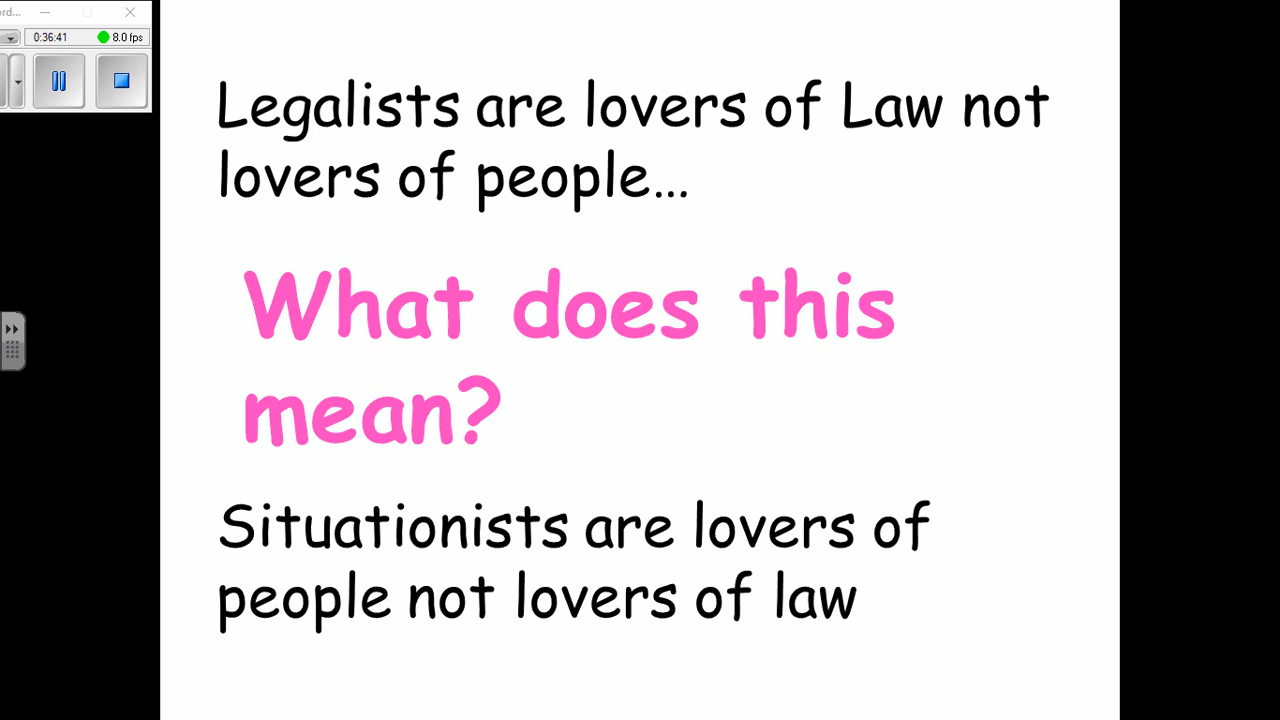 ord...
0:36:41 8.0 fps
Legalists are lovers of Law not
lovers of people...
What does this
mean?
Situationists are lovers of
people not lovers of law